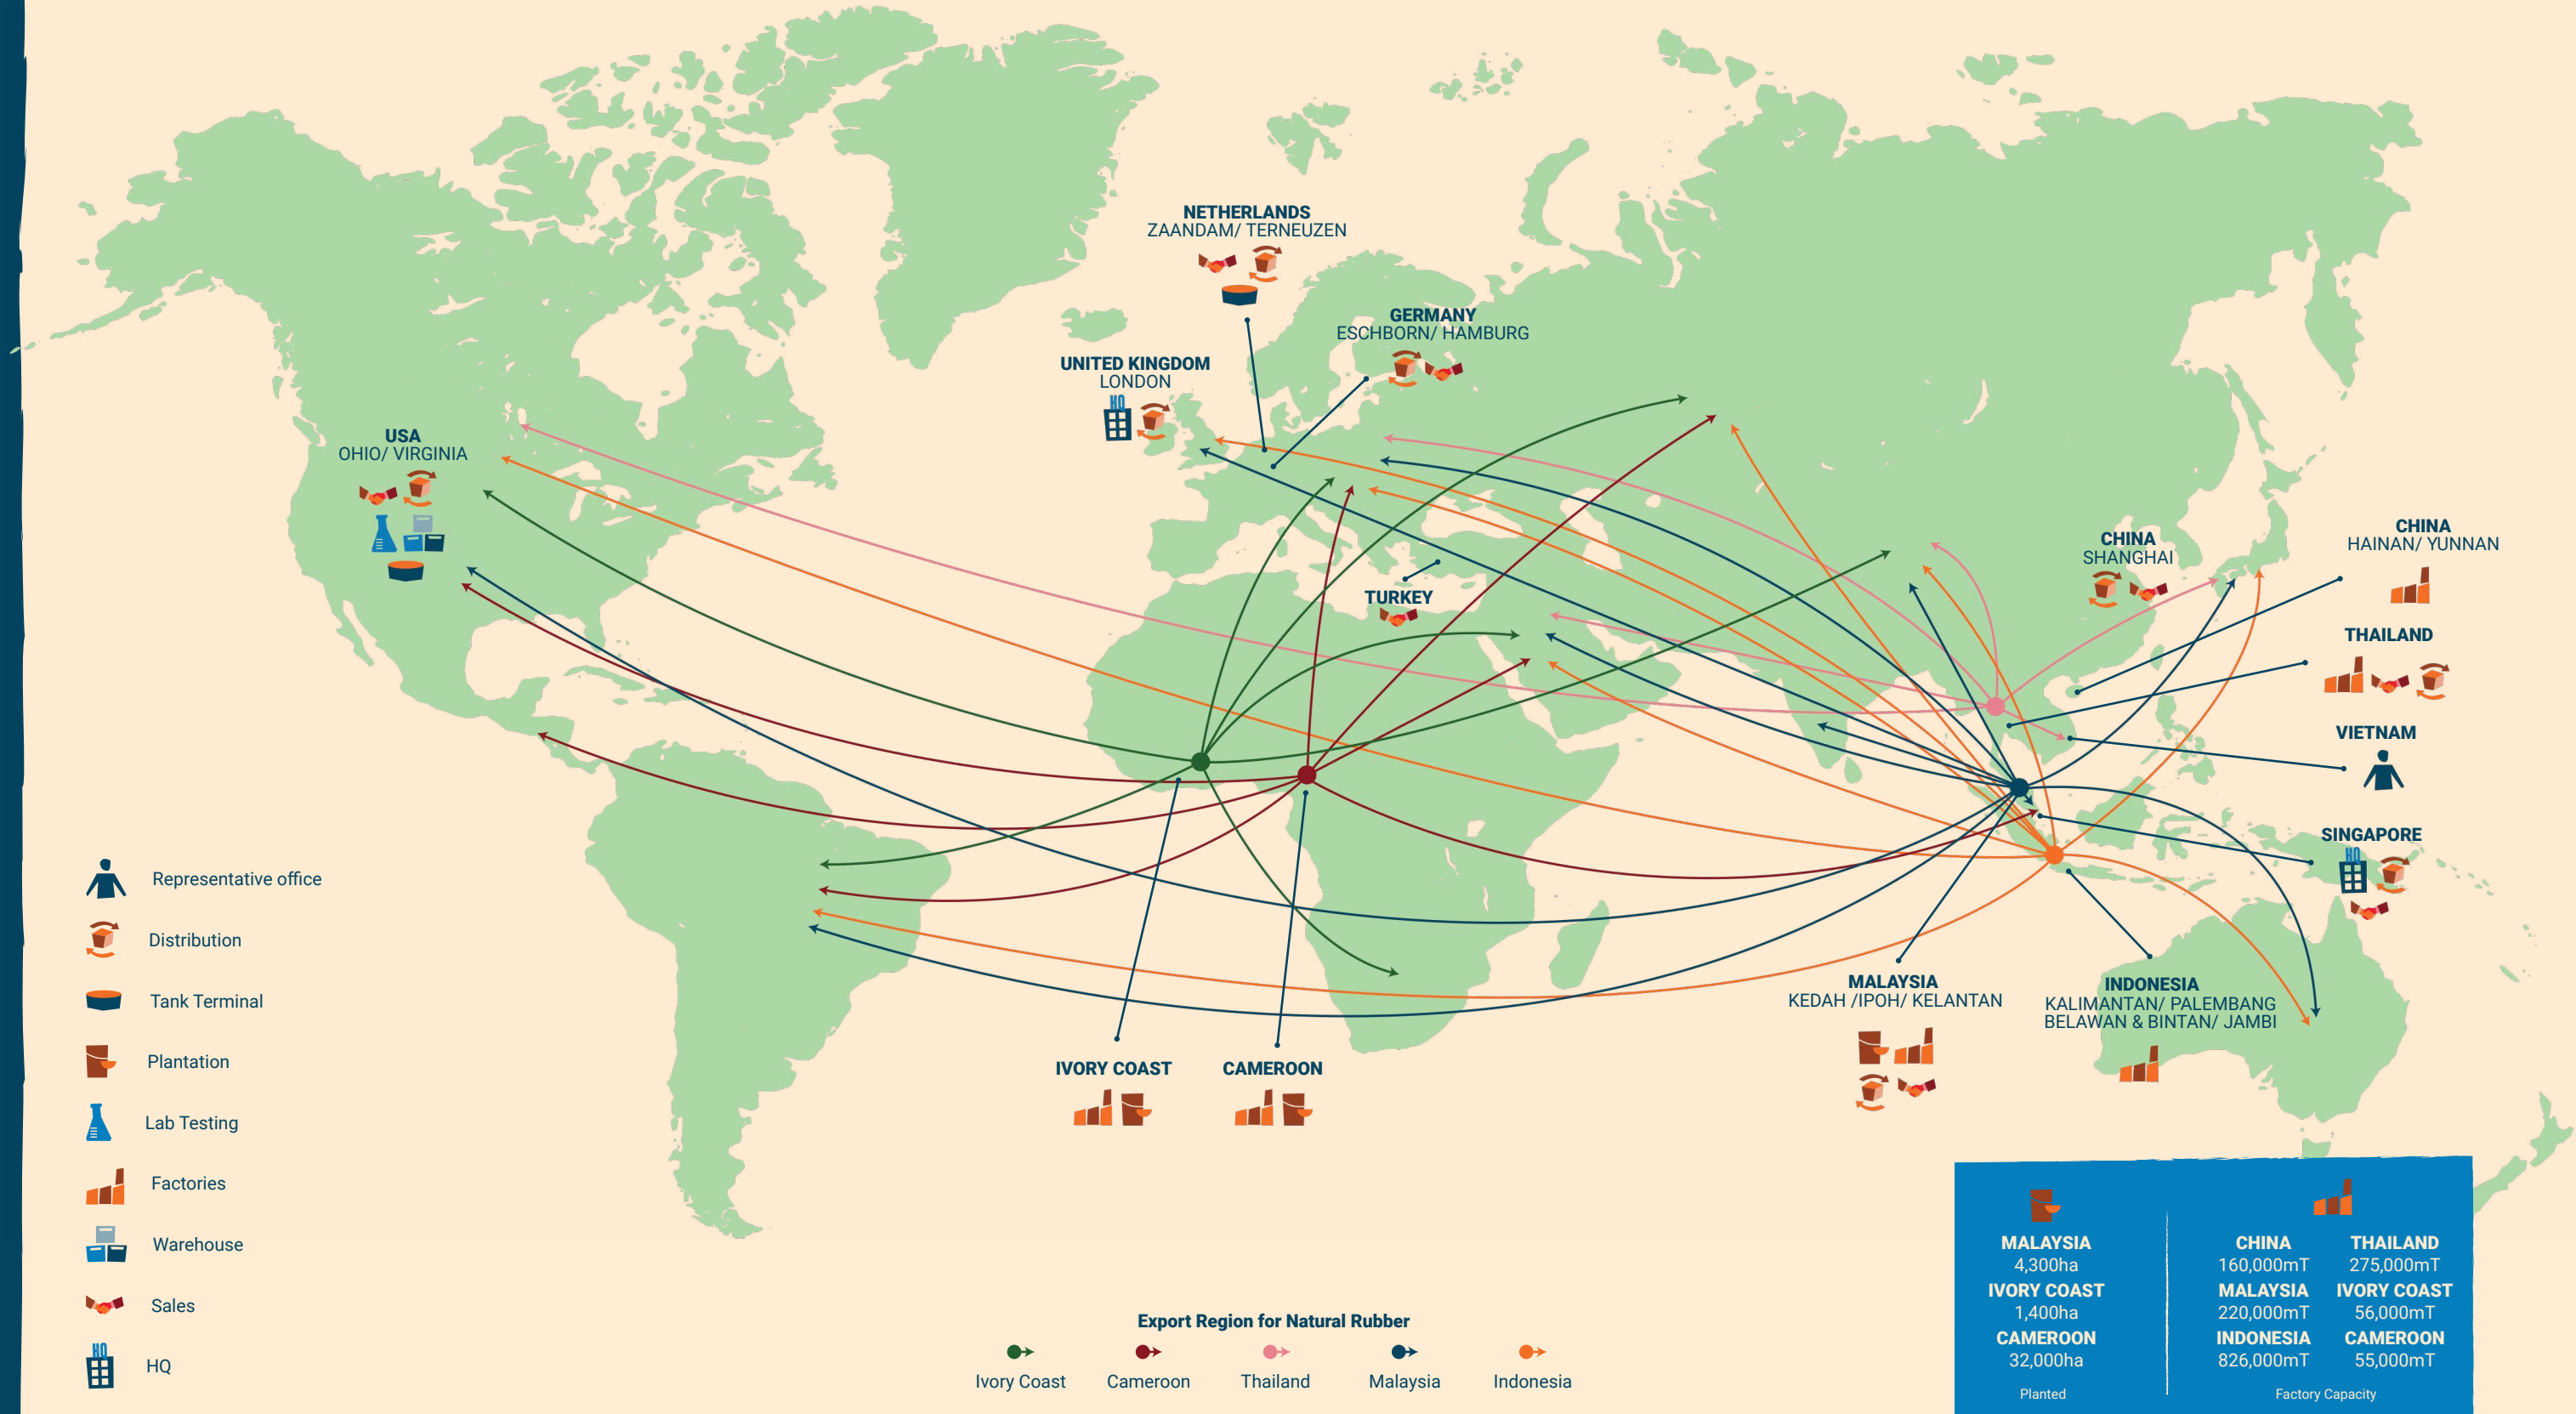 NETHERLANDS
ZAANDAM/ TERNEUZEN
GERMANY
ESCHBORN/ HAMBURG
UNITED KINGDOM
LONDON
HQ
USA
OHIO/ VIRGINIA
CHINA
HAINAN/ YUNNAN
CHINA
SHANGHAI
TURKEY
THAILAND
VIETNAM
SINGAPORE
HQ
MALAYSIA
KEDAH /IPOH/ KELANTAN
INDONESIA
KALIMANTAN/ PALEMBANG
BELAWAN & BINTAN/ JAMBI
IVORY COAST
CAMEROON
Representative office
Distribution
Tank Terminal
Plantation
Lab Testing
Factories
Warehouse
Sales
HQ
HQ
Export Region for Natural Rubber
Ivory Coast
Cameroon
Thailand
Malaysia
Indonesia
MALAYSIA
4,300ha
IVORY COAST
1,400ha
CAMEROON
32,000ha
Planted
CHINA
160,000mT
THAILAND
275,000mT
MALAYSIA
220,000mT
IVORY COAST
56,000mT
INDONESIA
826,000mT
CAMEROON
55,000mT
Factory Capacity